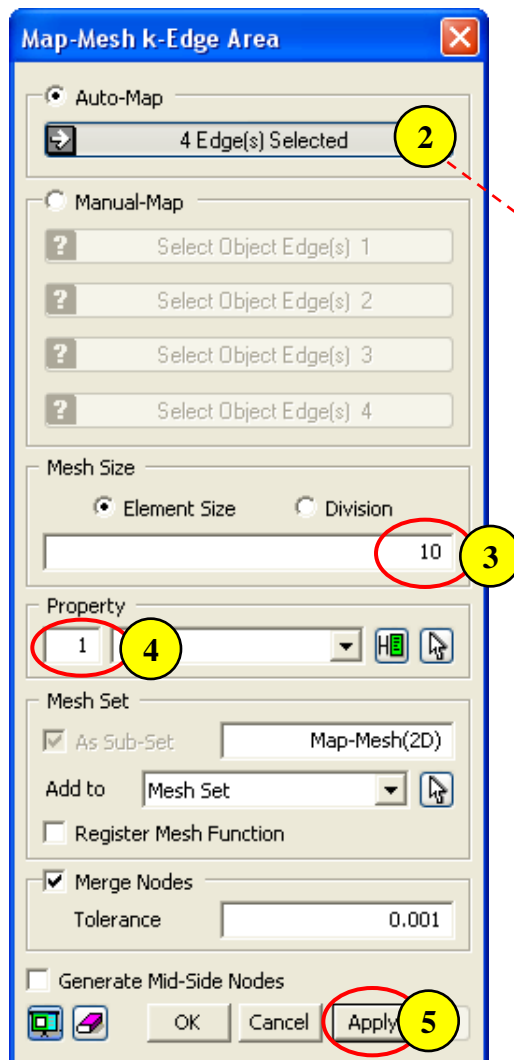 Map-Mesh k-Edge Area
Auto-Map
4 Edge(s) Selected
2
Manual-Map
? Select Object Edge(s) 1
? Select Object Edge(s) 2
? Select Object Edge(s) 3
? Select Object Edge(s) 4
Mesh Size
Element Size Division
10 3
Property
1 4
Mesh Set
As Sub-Set Map-Mesh(2D)
Add to Mesh Set
Register Mesh Function
Merge Nodes
Tolerance 0.001
Generate Mid-Side Nodes
OK Cancel Apply 5